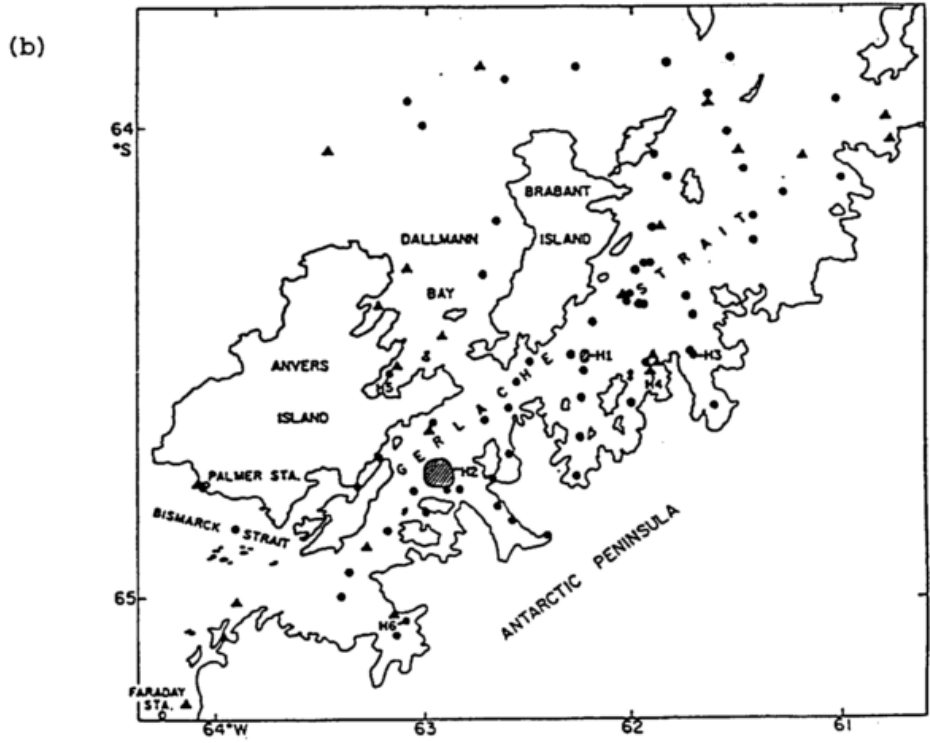 (b)
64
°S
BRABANT
ISLAND
DALLMANN
BAY
STRAIT
ANVERS
ISLAND
GERLACHE
H1
H3
H4
H5
H2
PALMER STA.
BISMARCK STRAIT
ANTARCTIC PENINSULA
65
H6
FARADAY
STA.
64°W
63
62
61